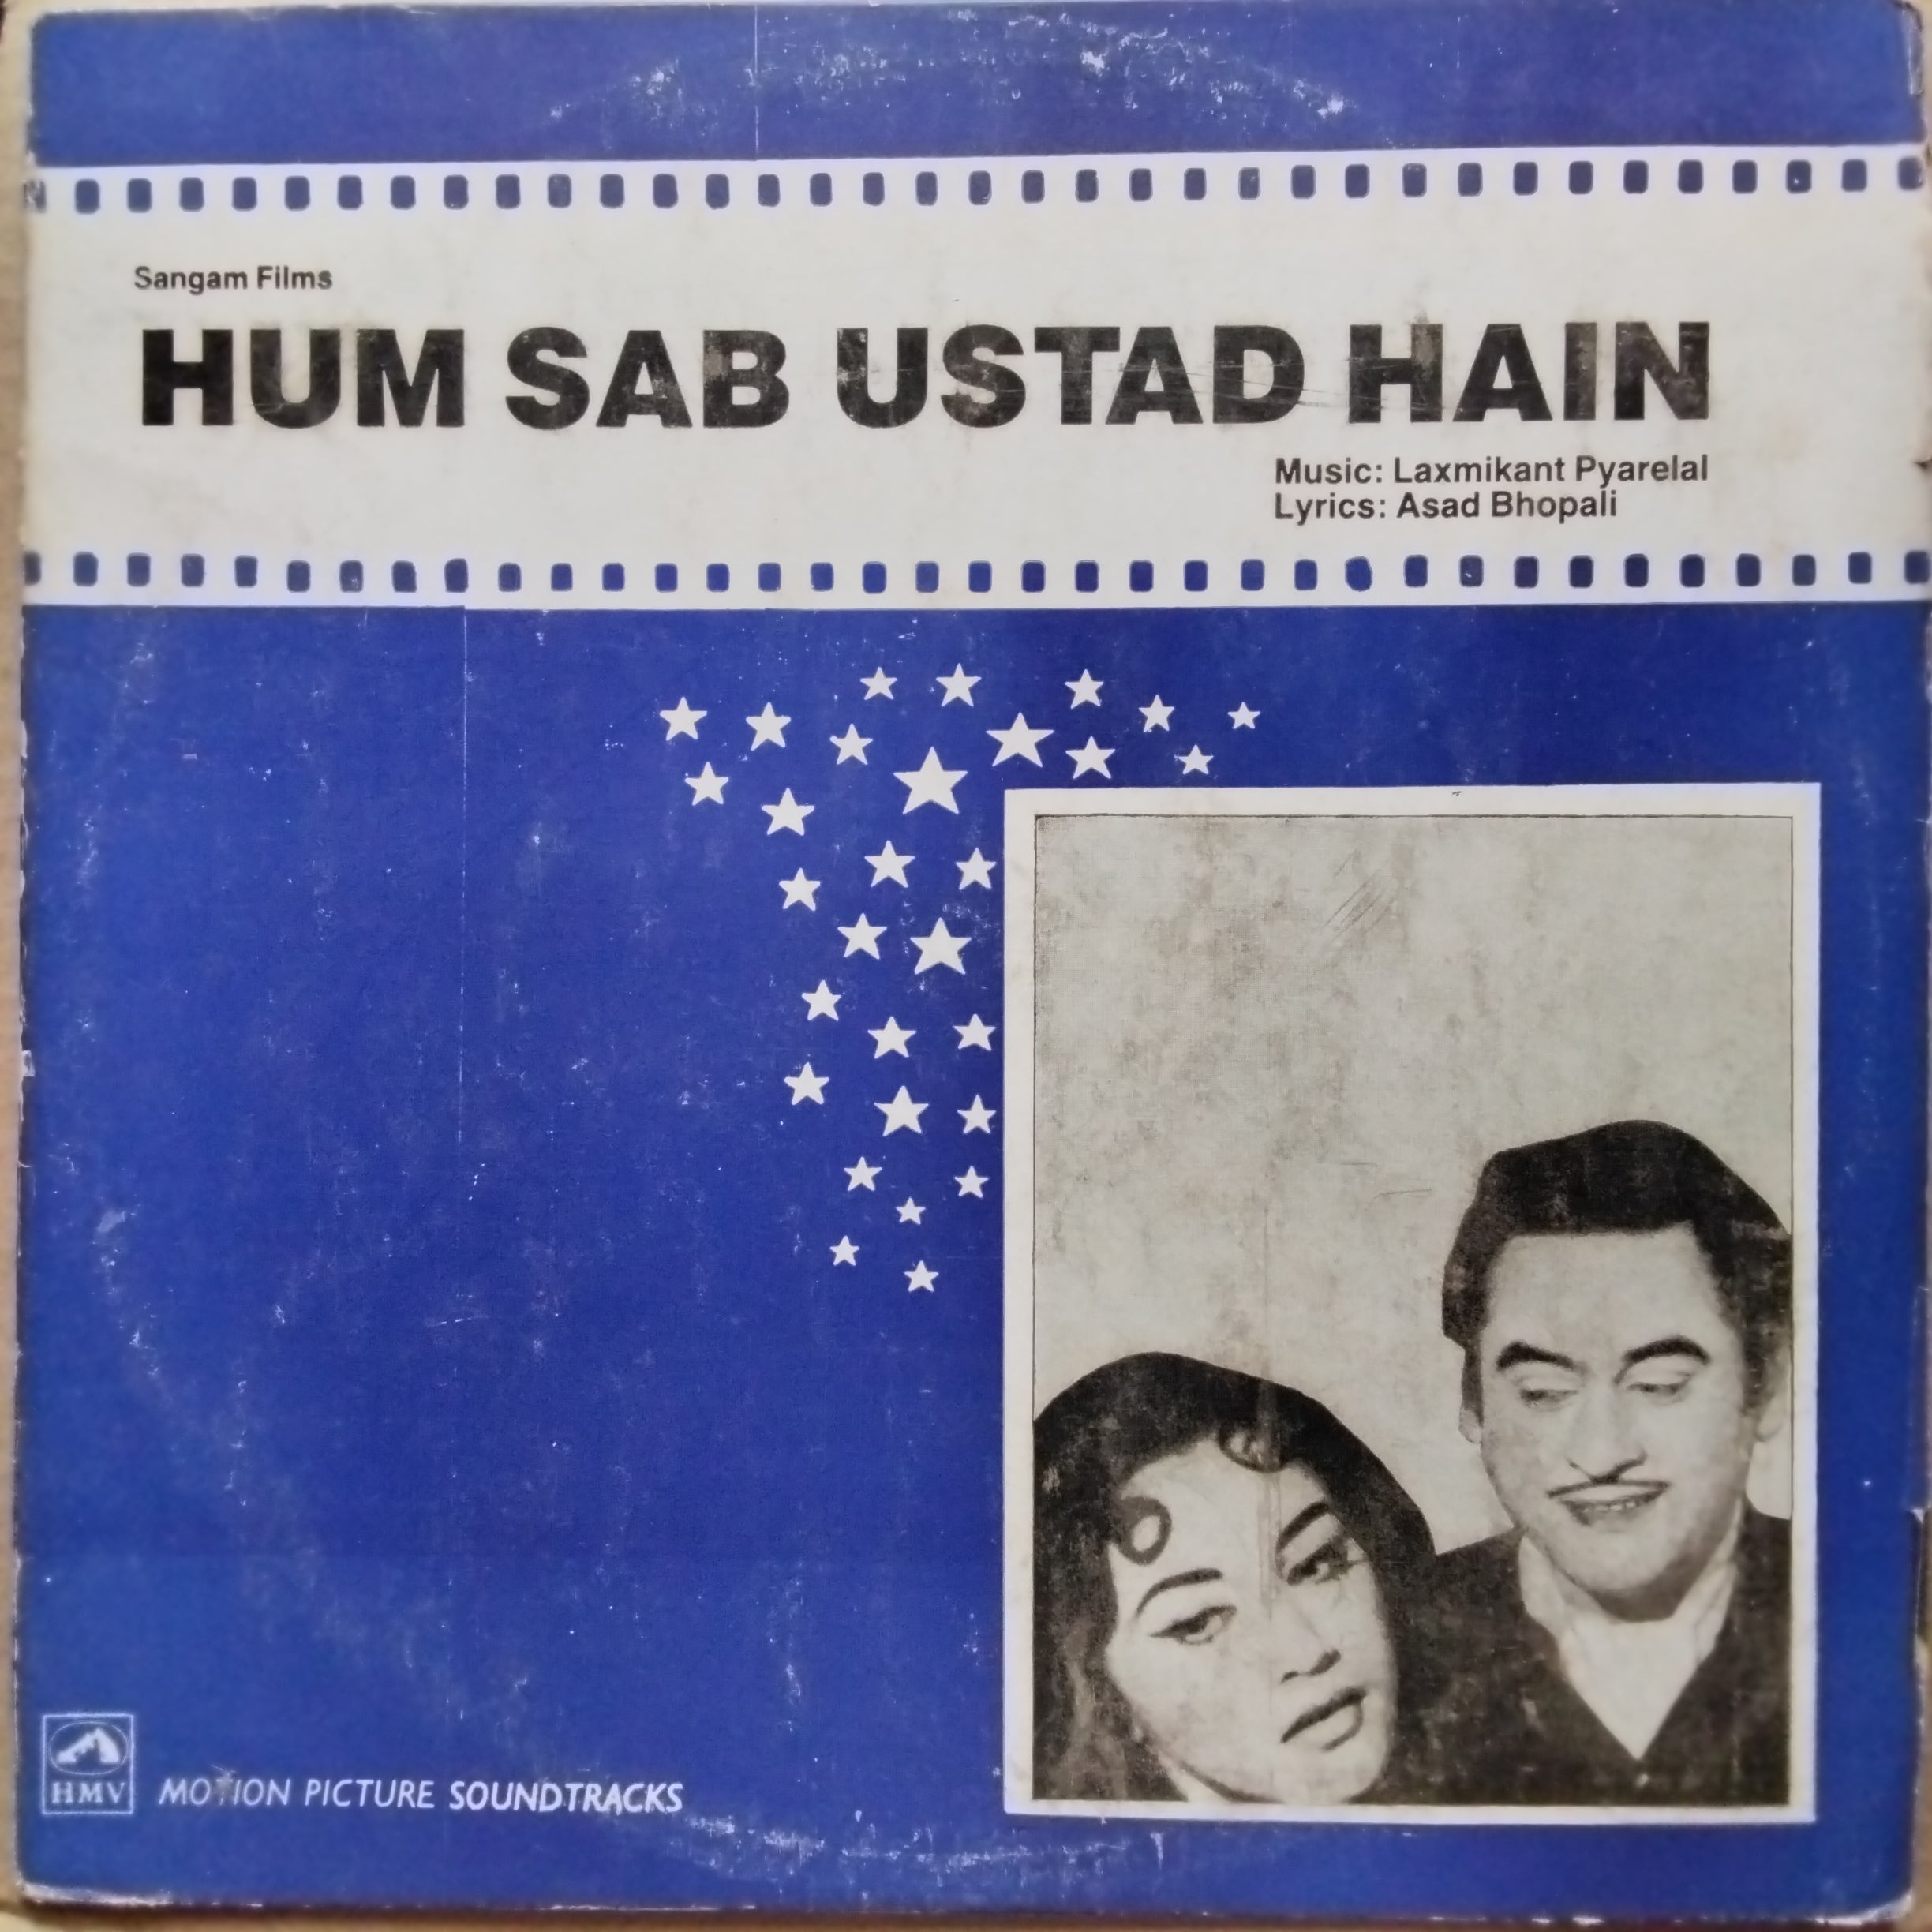 Sangam Films
HUM SAB USTAD HAIN
Music: Laxmikant Pyarelal
Lyrics: Asad Bhopali
HMV
MOTION PICTURE SOUNDTRACKS